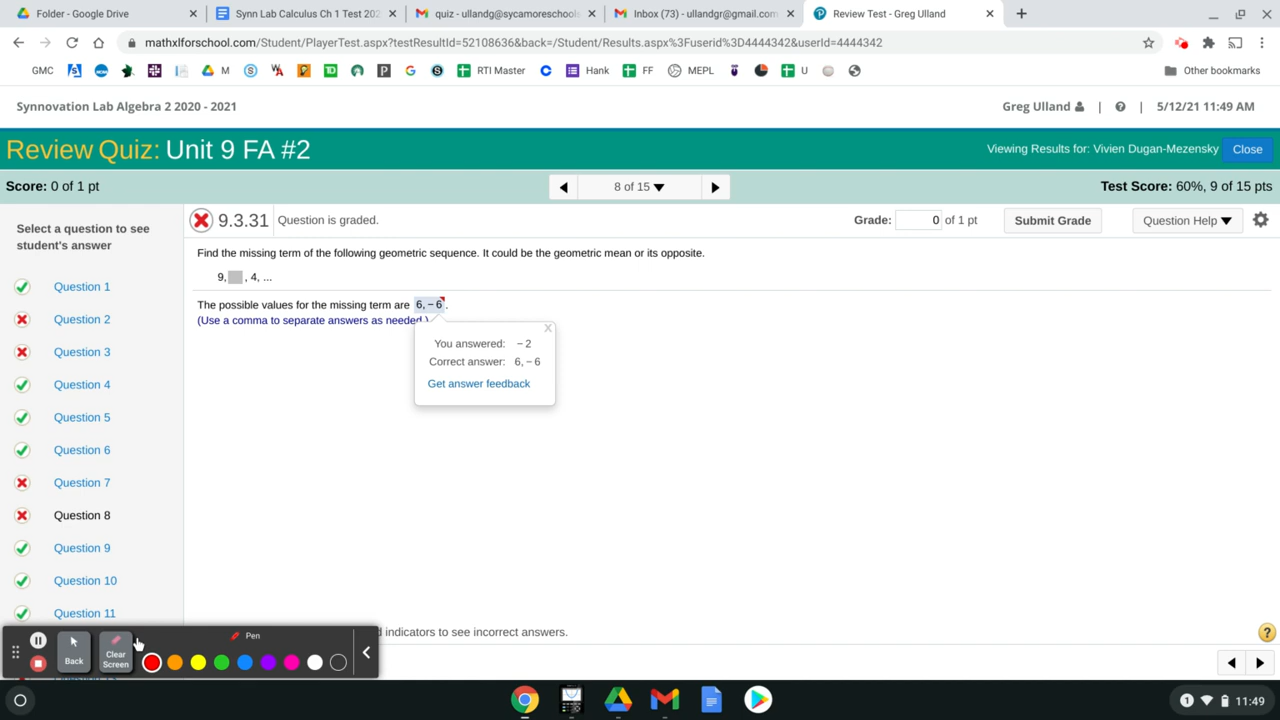 Folder - Google Drive
Synn Lab Calculus Ch 1 Test 202
quiz - ullandg@sycamoreschools
Inbox (73) - ullandgr@gmail.com
Review Test - Greg Ulland
mathxlforschool.com/Student/PlayerTest.aspx?testResultId=52108636&back=/Student/Results.aspx%3Fuserid%3D4444342&userId=4444342
GMC M RTI Master Hank FF MEPL U Other bookmarks
Synnovation Lab Algebra 2 2020 - 2021
Greg Ulland | | 5/12/21 11:49 AM
Review Quiz: Unit 9 FA #2
Viewing Results for: Vivien Dugan-Mezensky Close
Score: 0 of 1 pt
8 of 15
Test Score: 60%, 9 of 15 pts
Select a question to see
student's answer
9.3.31 Question is graded.
Grade: 0 of 1 pt Submit Grade Question Help
Find the missing term of the following geometric sequence. It could be the geometric mean or its opposite.
9, , 4, ...
The possible values for the missing term are 6, − 6 .
(Use a comma to separate answers as needed.)
x
You answered: − 2
Correct answer: 6, − 6
Get answer feedback
Question 1
Question 2
Question 3
Question 4
Question 5
Question 6
Question 7
Question 8
Question 9
Question 10
Question 11
indicators to see incorrect answers.
Back
Clear
Screen
Pen
1 11:49